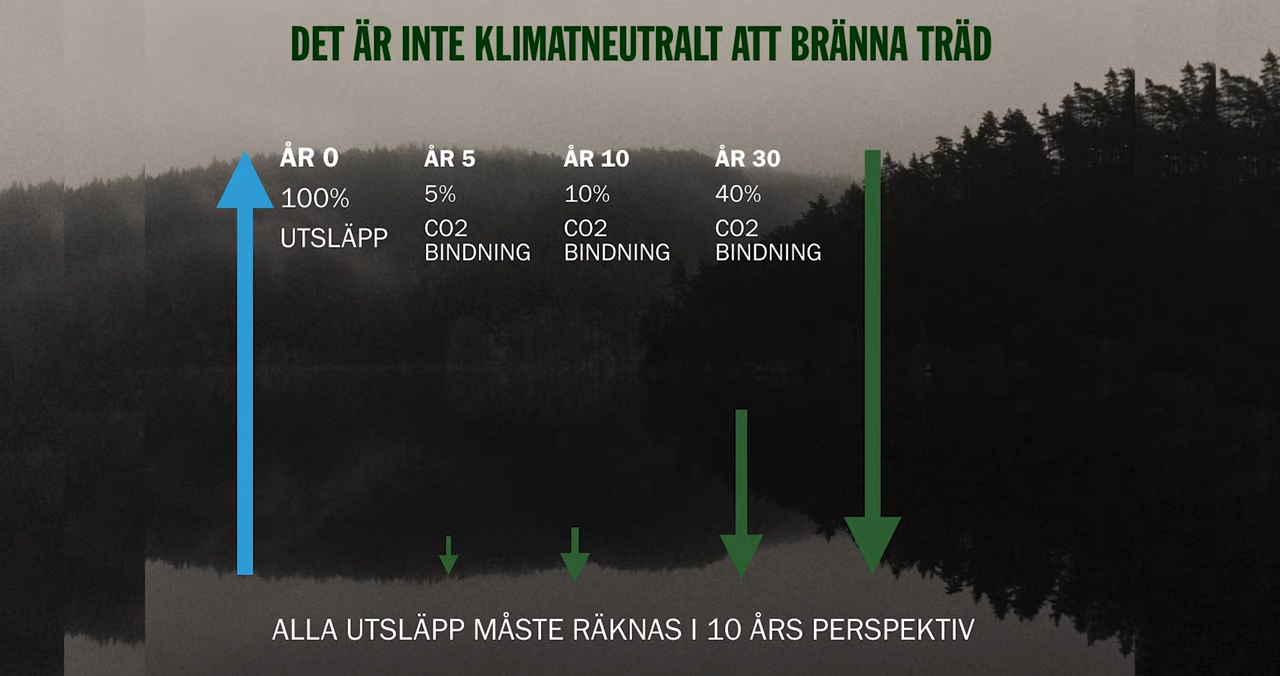 DET ÄR INTE KLIMATNEUTRALT ATT BRÄNNA TRÄD
ÅR 0
100%
UTSLÄPP
ÅR 5
5%
CO2
BINDNING
ÅR 10
10%
CO2
BINDNING
ÅR 30
40%
CO2
BINDNING
ALLA UTSLÄPP MÅSTE RÄKNAS I 10 ÅRS PERSPEKTIV